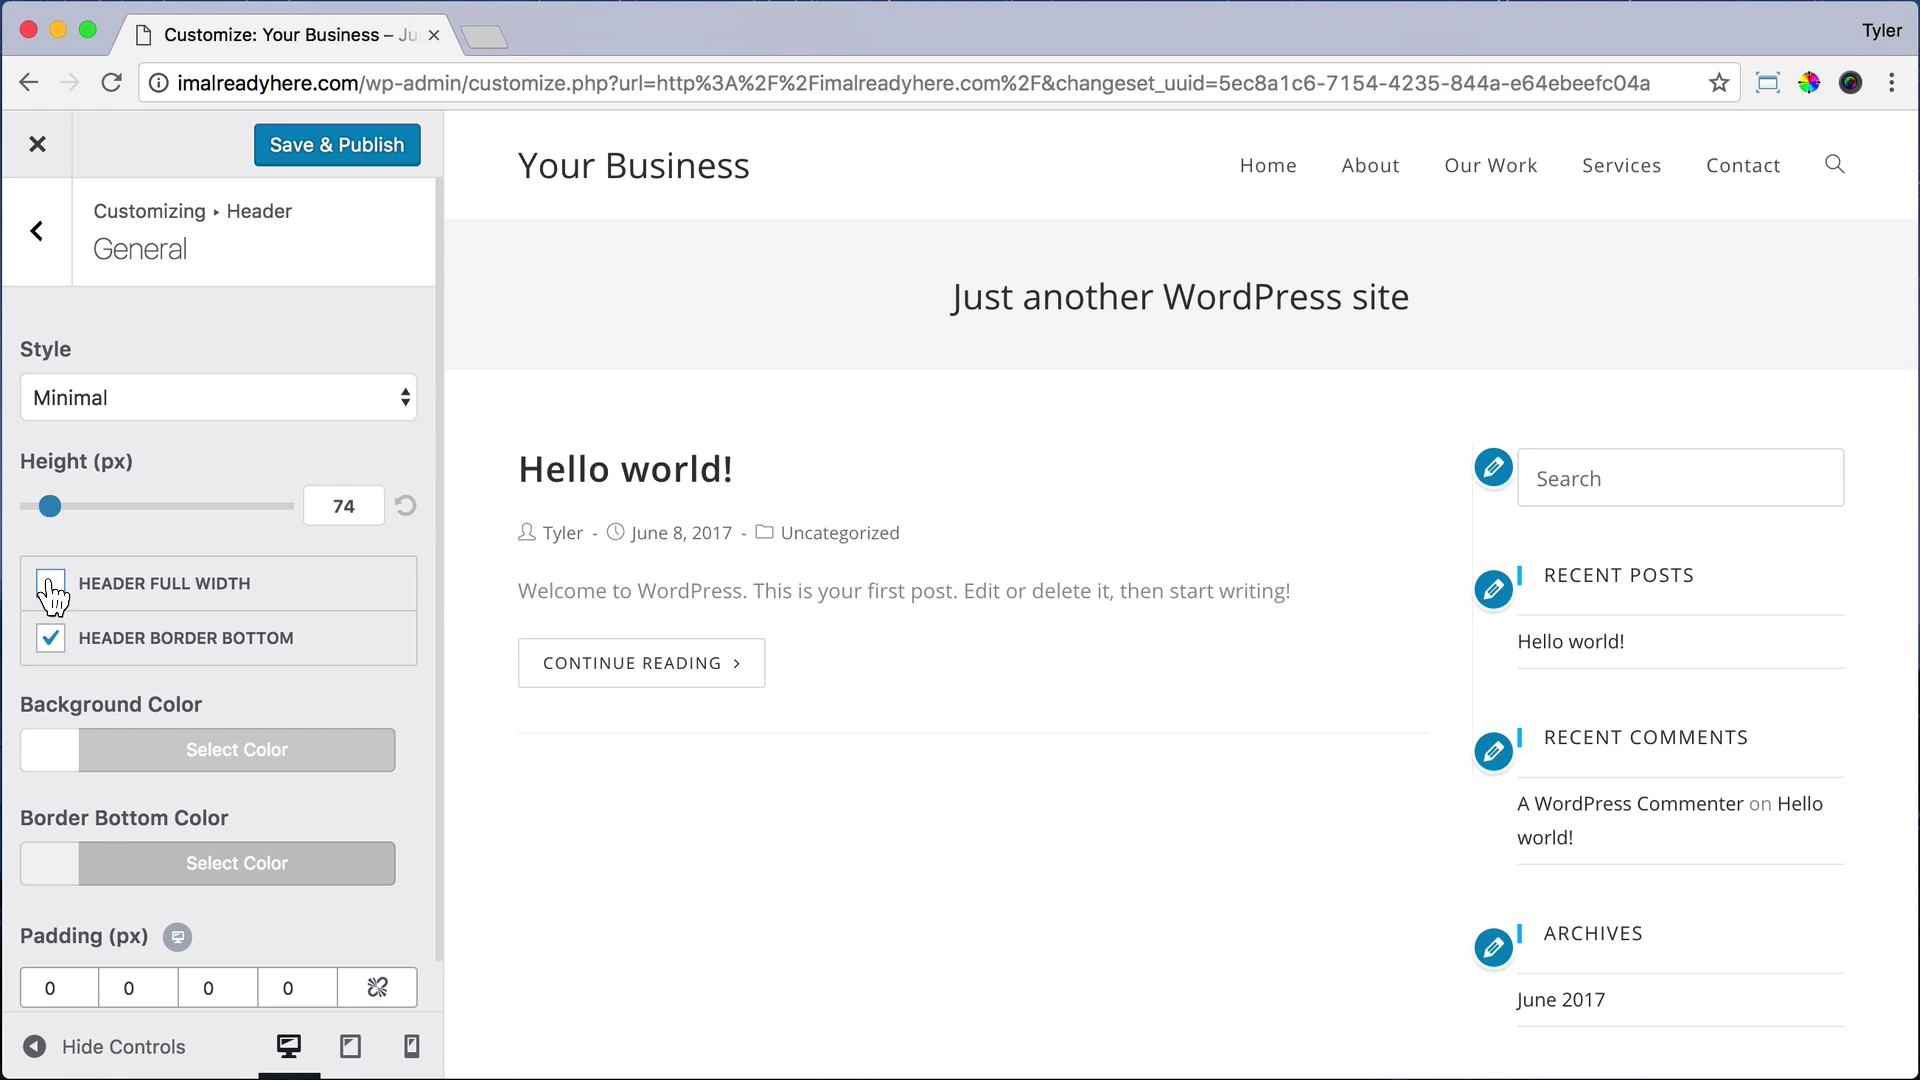 Customize: Your Business – Ju
Tyler
imalreadyhere.com/wp-admin/customize.php?url=http%3A%2F%2Fimalreadyhere.com%2F&changeset_uuid=5ec8a1c6-7154-4235-844a-e64ebeefc04a
Save & Publish
Customizing ▸ Header
General
Style
Minimal
Height (px)
74
HEADER FULL WIDTH
HEADER BORDER BOTTOM
Background Color
Select Color
Border Bottom Color
Select Color
Padding (px)
0 0 0 0
Hide Controls
Your Business
Home About Our Work Services Contact
Just another WordPress site
Hello world!
Tyler - June 8, 2017 - Uncategorized
Welcome to WordPress. This is your first post. Edit or delete it, then start writing!
CONTINUE READING >
Search
RECENT POSTS
Hello world!
RECENT COMMENTS
A WordPress Commenter on Hello
world!
ARCHIVES
June 2017